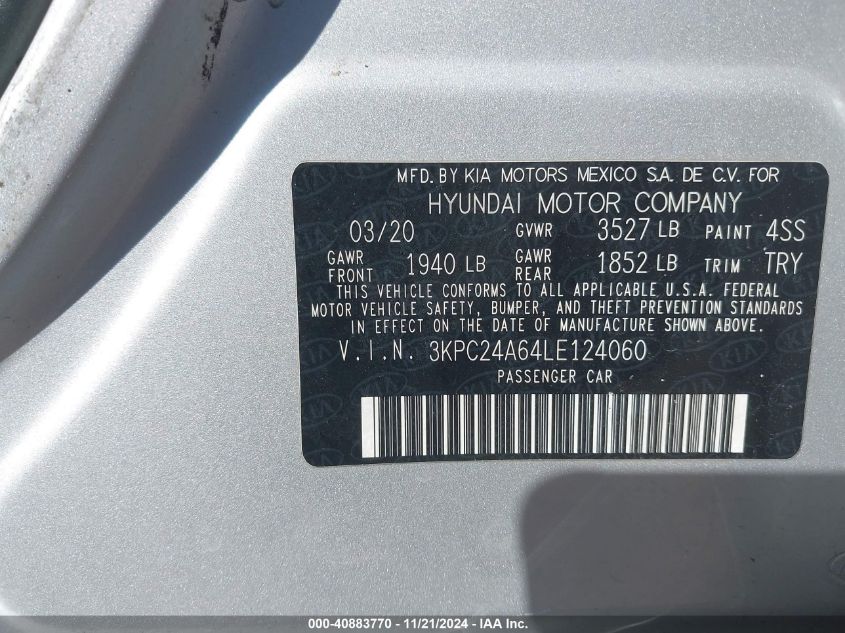 MFD. BY KIA MOTORS MEXICO S.A. DE C.V. FOR
HYUNDAI MOTOR COMPANY
03/20 GVWR 3527 LB PAINT 4SS
GAWR FRONT 1940 LB GAWR REAR 1852 LB TRIM TRY
THIS VEHICLE CONFORMS TO ALL APPLICABLE U.S.A. FEDERAL
MOTOR VEHICLE SAFETY, BUMPER, AND THEFT PREVENTION STANDARDS
IN EFFECT ON THE DATE OF MANUFACTURE SHOWN ABOVE.
V.I.N. 3KPC24A64LE124060
PASSENGER CAR
000-40883770 - 11/21/2024 - IAA Inc.